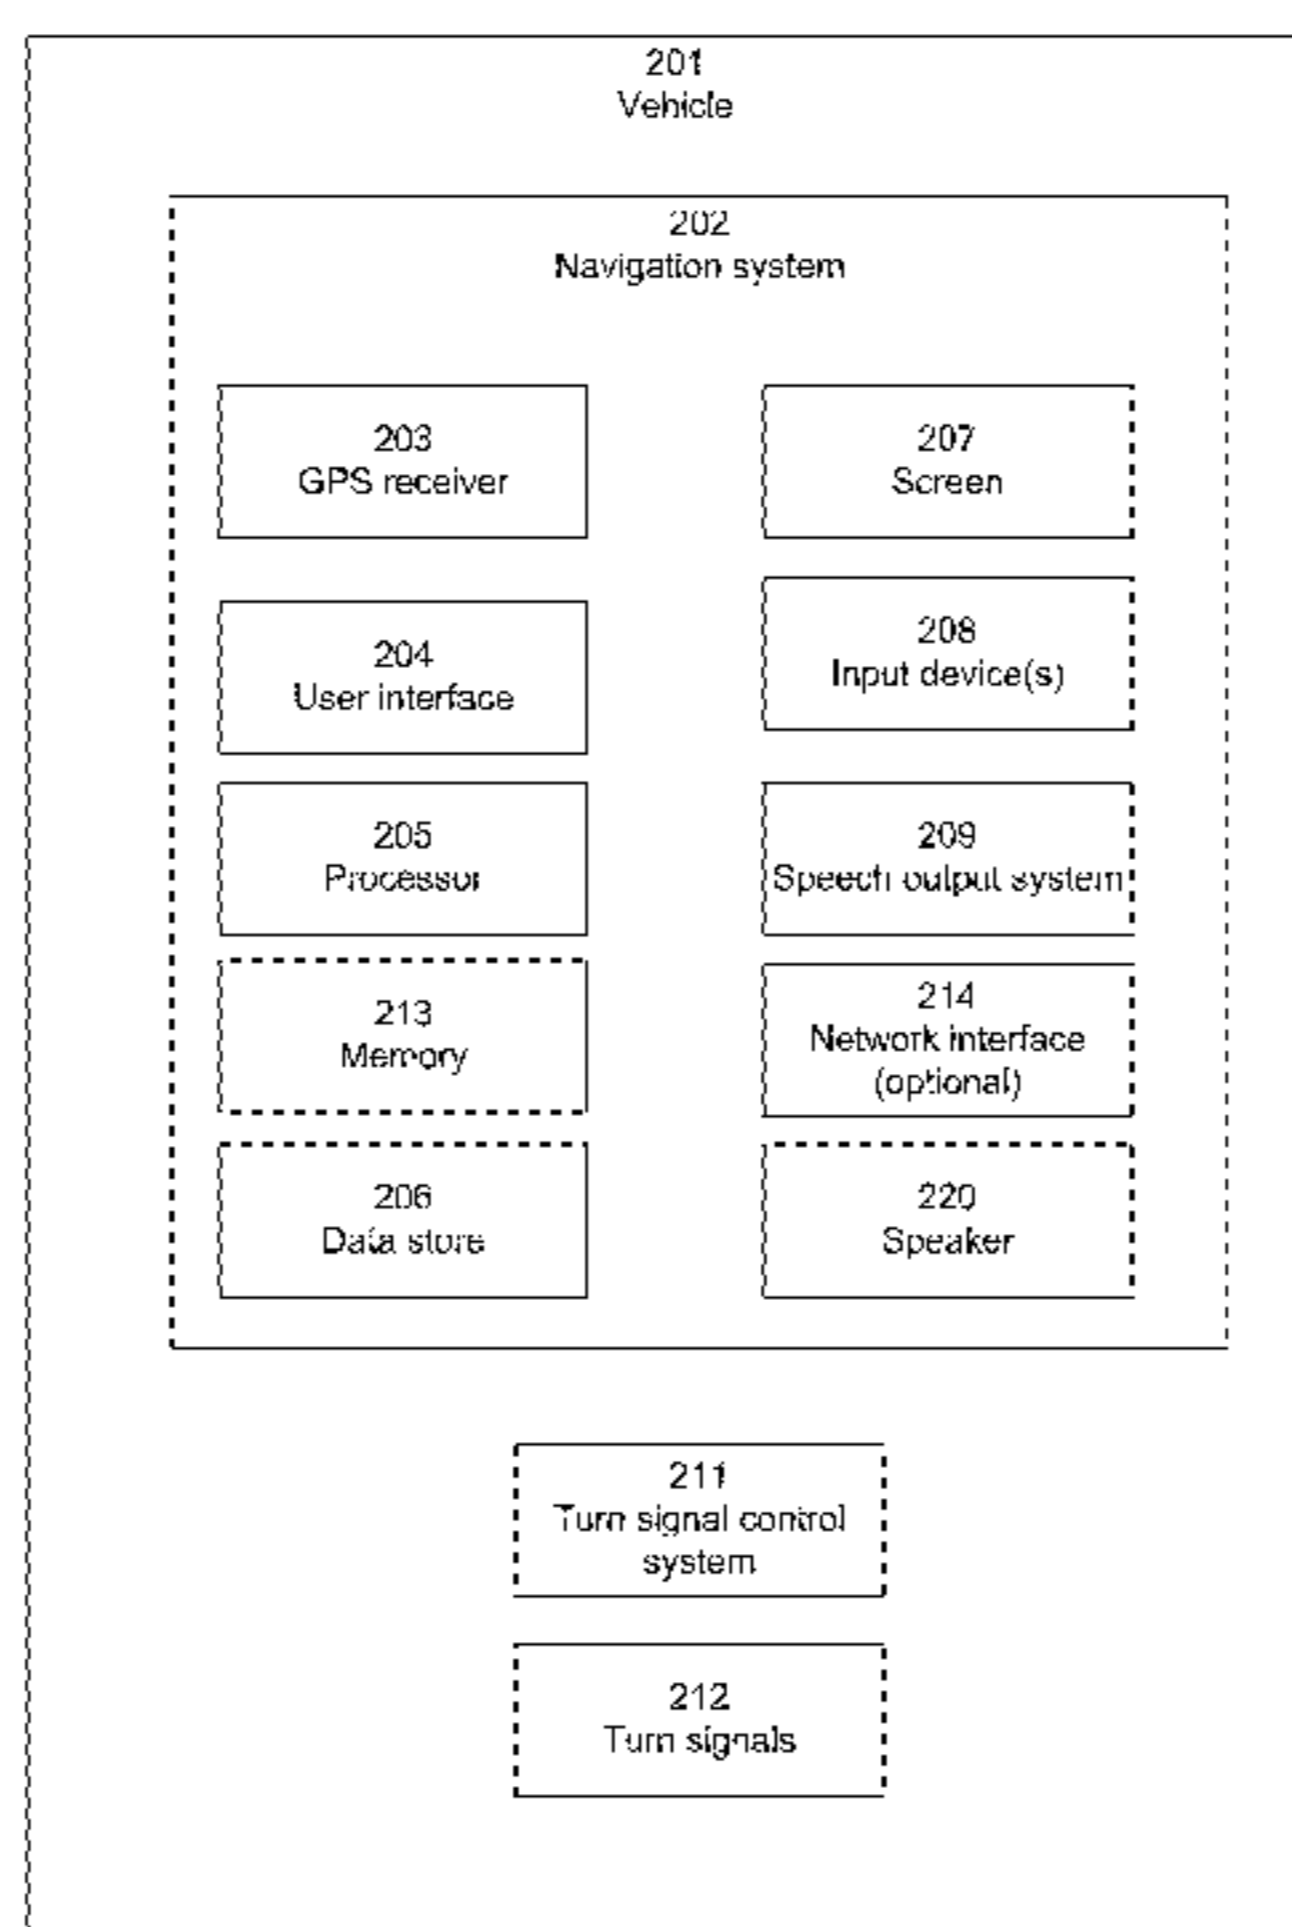 201
Vehicle
202
Navigation system
203
GPS receiver
207
Screen
204
User interface
208
Input device(s)
205
Processor
209
Speech output system
213
Memory
214
Network interface
(optional)
206
Data store
220
Speaker
211
Turn signal control
system
212
Turn signals